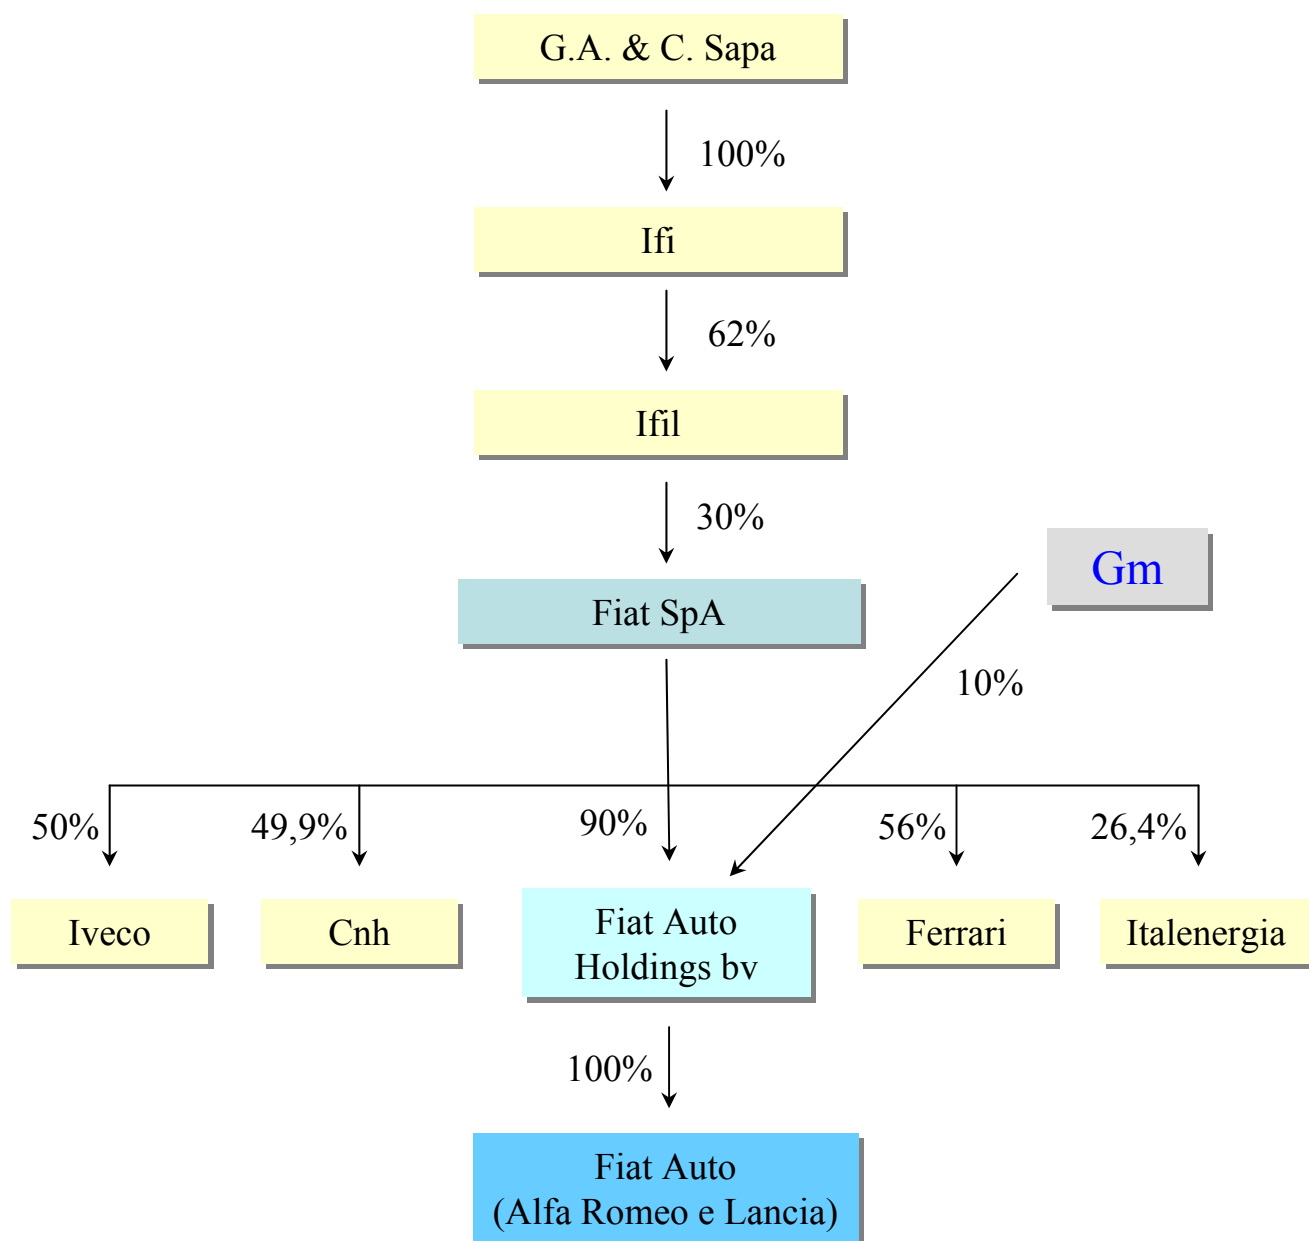 G.A. & C. Sapa
100%
Ifi
62%
Ifil
30%
Gm
Fiat SpA
10%
50%
49,9%
90%
56%
26,4%
Iveco
Cnh
Fiat Auto
Holdings bv
Ferrari
Italenergia
100%
Fiat Auto
(Alfa Romeo e Lancia)